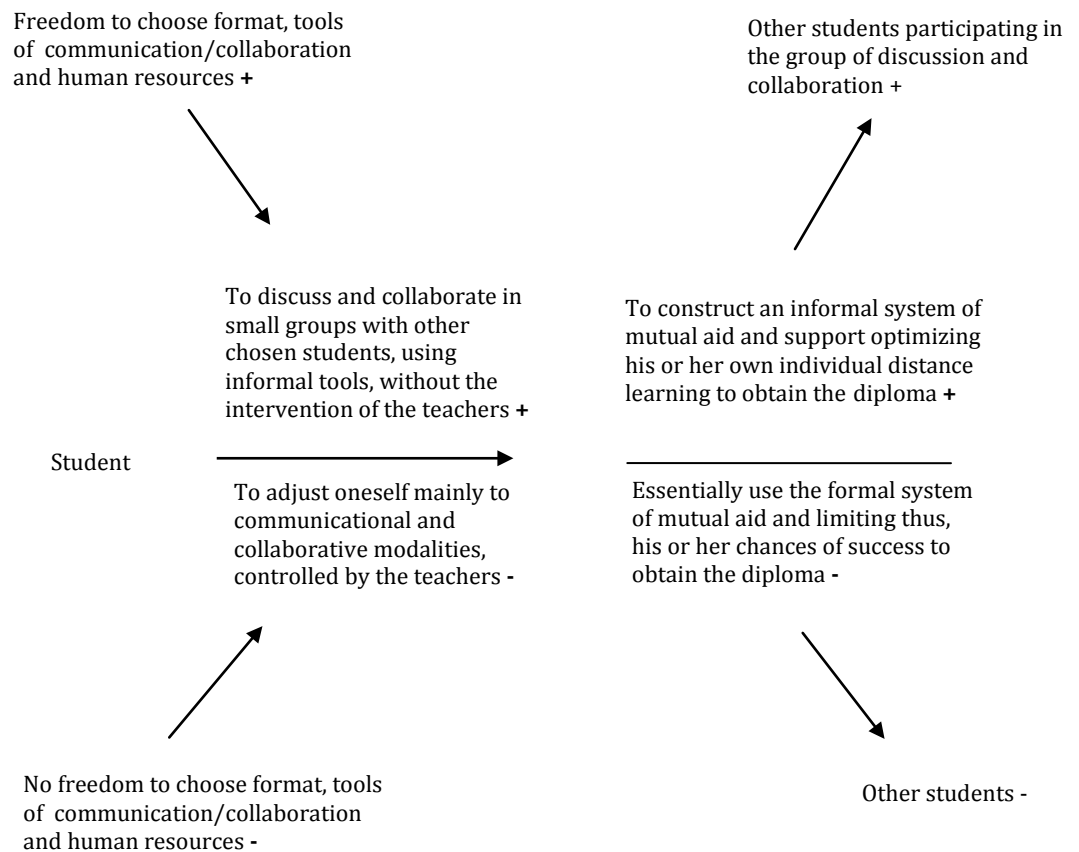 Freedom to choose format, tools
of communication/collaboration
and human resources +
Other students participating in
the group of discussion and
collaboration +
To discuss and collaborate in
small groups with other
chosen students, using
informal tools, without the
intervention of the teachers +
To construct an informal system of
mutual aid and support optimizing
his or her own individual distance
learning to obtain the diploma +
Student
To adjust oneself mainly to
communicational and
collaborative modalities,
controlled by the teachers -
Essentially use the formal system
of mutual aid and limiting thus,
his or her chances of success to
obtain the diploma -
No freedom to choose format, tools
of communication/collaboration
and human resources -
Other students -